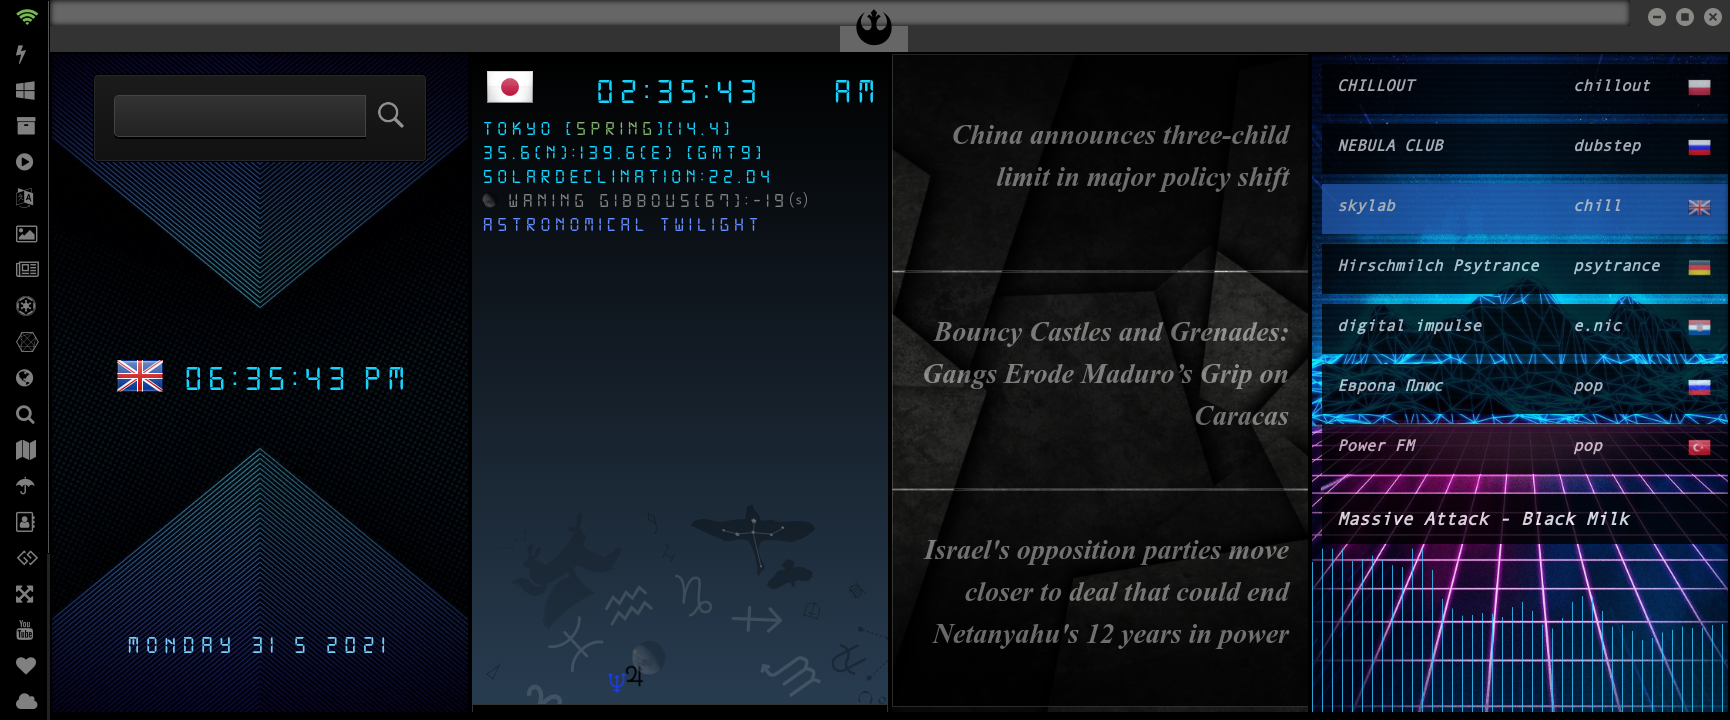 06:35:43 PM
MONDAY 31 5 2021
02:35:43 AM
TOKYO [SPRING][14.4]
35.6(N):139.6(E) [GMT9]
SOLARDECLINATION:22.04
WANING GIBBOUS[67]:-19(s)
ASTRONOMICAL TWILIGHT
China announces three-child
limit in major policy shift
Bouncy Castles and Grenades:
Gangs Erode Maduro’s Grip on
Caracas
Israel's opposition parties move
closer to deal that could end
Netanyahu's 12 years in power
CHILLOUT chillout
NEBULA CLUB dubstep
skylab chill
Hirschmilch Psytrance psytrance
digital impulse e.nic
Европа Плюс pop
Power FM pop
Massive Attack - Black Milk
You
Tube